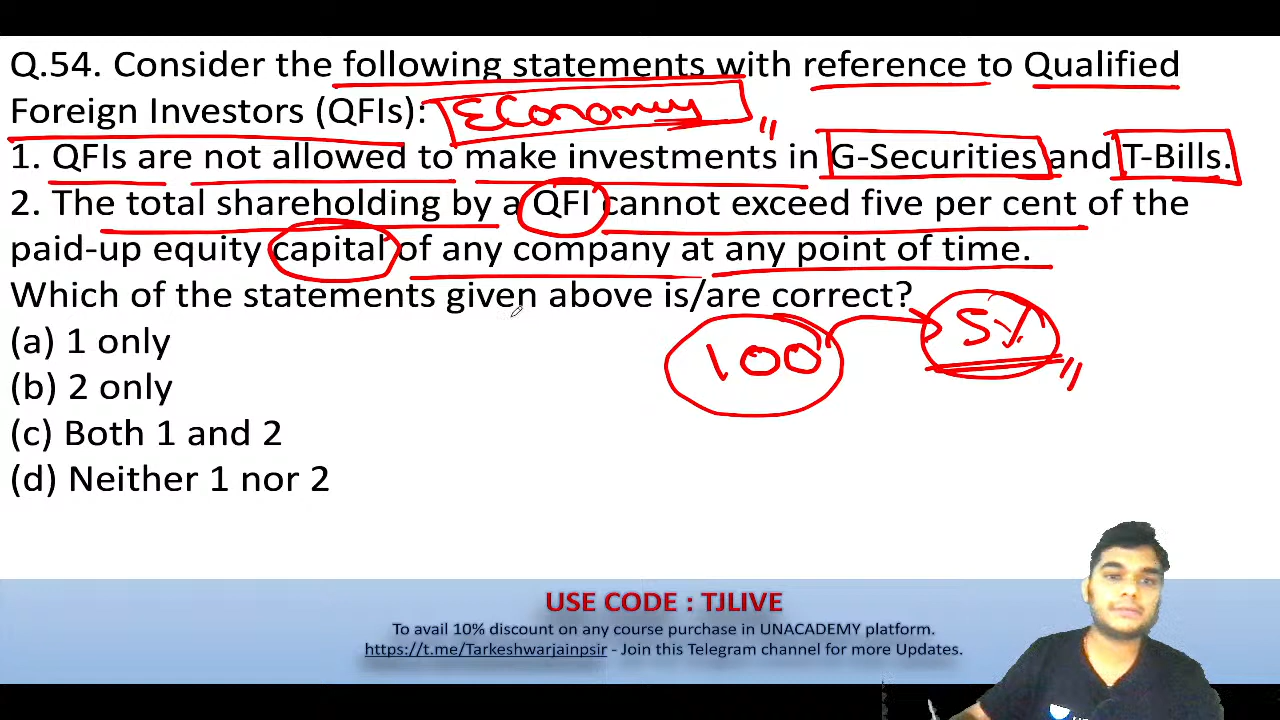 Q.54. Consider the following statements with reference to Qualified
Foreign Investors (QFIs): Economy
1. QFIs are not allowed to make investments in G-Securities and T-Bills.
2. The total shareholding by a QFI cannot exceed five per cent of the
paid-up equity capital of any company at any point of time.
Which of the statements given above is/are correct?
100 5%
(a) 1 only
(b) 2 only
(c) Both 1 and 2
(d) Neither 1 nor 2
USE CODE : TJLIVE
To avail 10% discount on any course purchase in UNACADEMY platform.
https://t.me/Tarkeshwarjainpsir - Join this Telegram channel for more Updates.